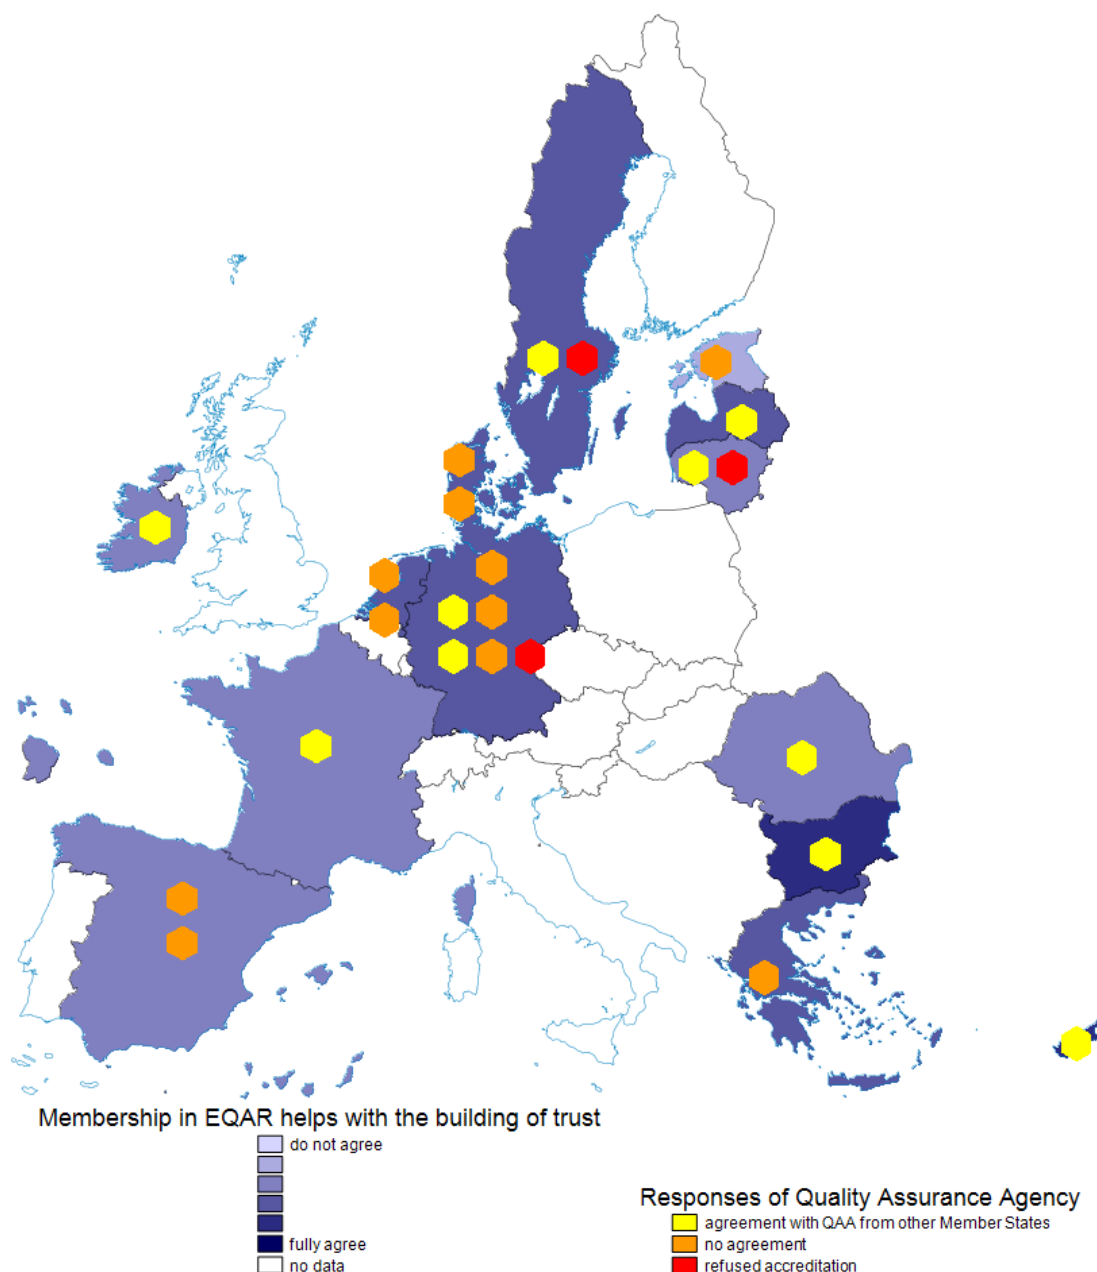 Membership in EQAR helps with the building of trust
do not agree
fully agree
no data
Responses of Quality Assurance Agency
agreement with QAA from other Member States
no agreement
refused accreditation